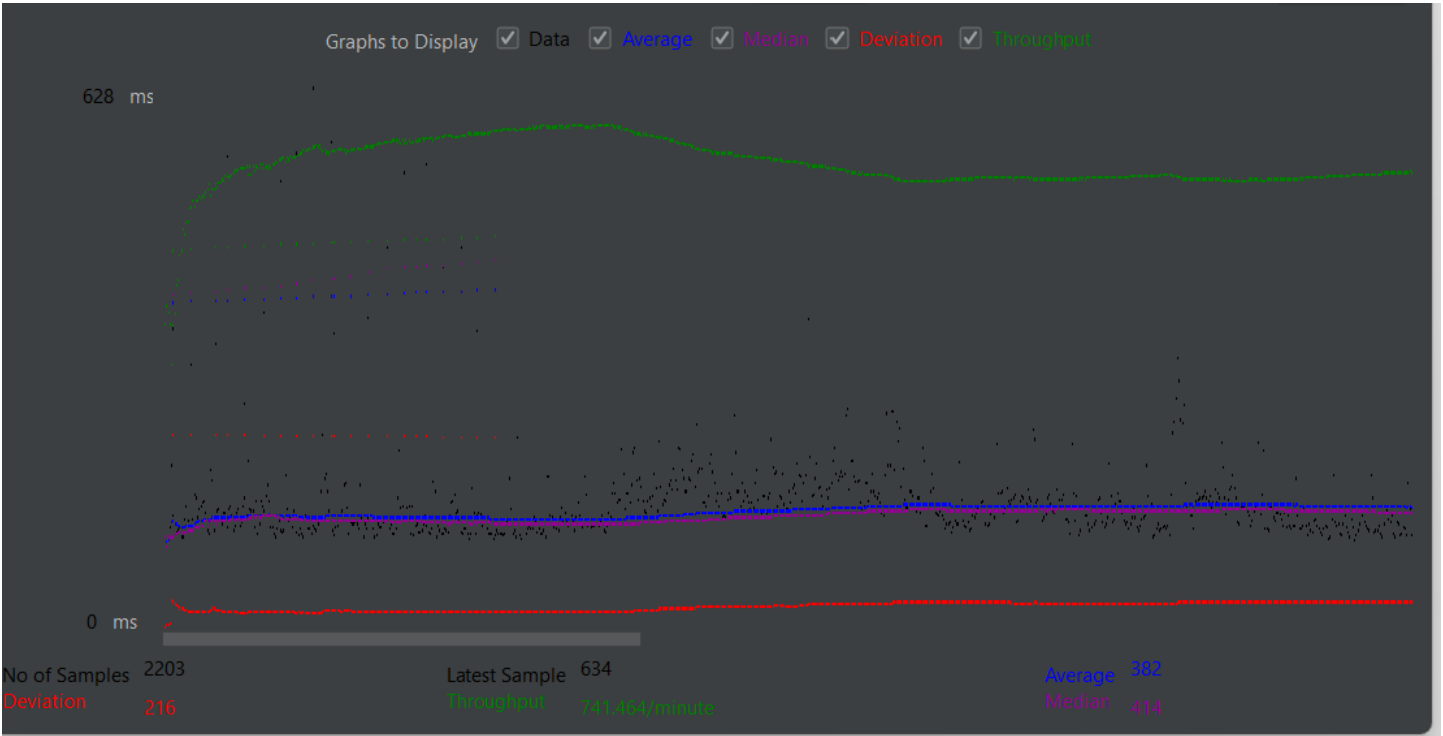 Graphs to Display Data Average Median Deviation Throughput
628 ms
0 ms
No of Samples 2203 Latest Sample 634 Average 382
Deviation 216 Throughput 741.464/minute Median 414